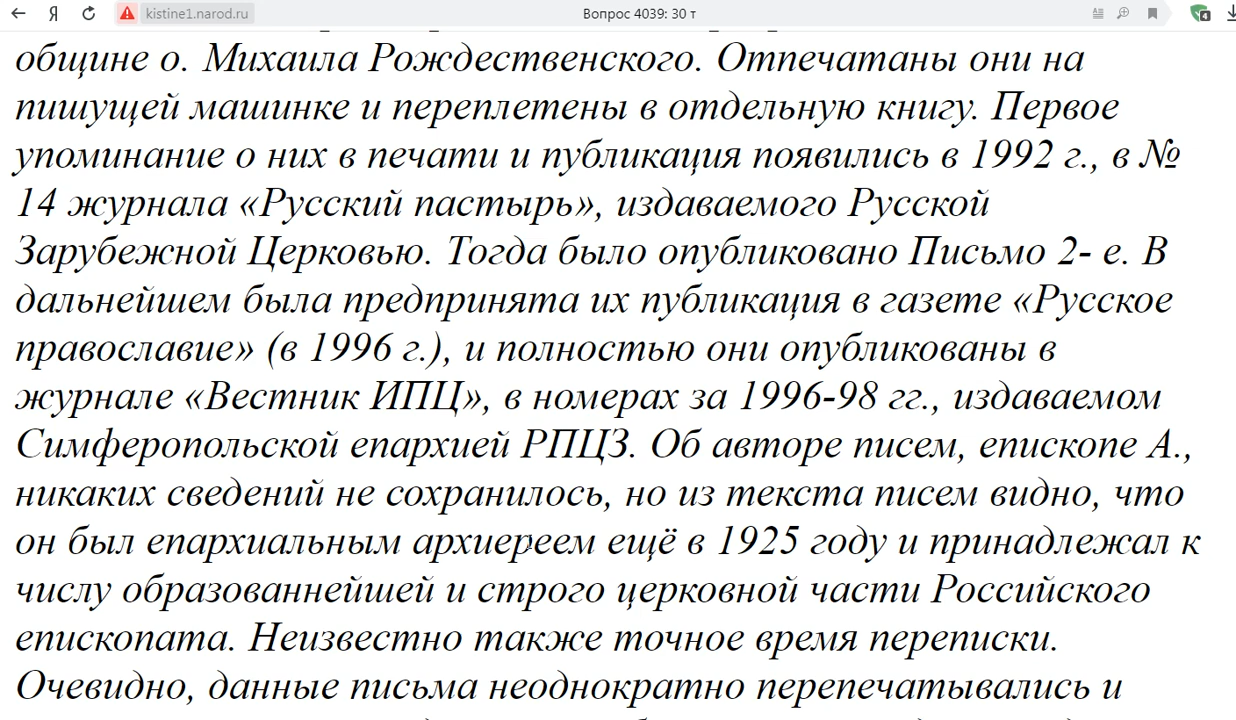 kistine1.narod.ru
Вопрос 4039: 30 т
4
общине о. Михаила Рождественского. Отпечатаны они на
пишущей машинке и переплетены в отдельную книгу. Первое
упоминание о них в печати и публикация появились в 1992 г., в №
14 журнала «Русский пастырь», издаваемого Русской
Зарубежной Церковью. Тогда было опубликовано Письмо 2- е. В
дальнейшем была предпринята их публикация в газете «Русское
православие» (в 1996 г.), и полностью они опубликованы в
журнале «Вестник ИПЦ», в номерах за 1996-98 гг., издаваемом
Симферопольской епархией РПЦЗ. Об авторе писем, епископе А.,
никаких сведений не сохранилось, но из текста писем видно, что
он был епархиальным архиереем ещё в 1925 году и принадлежал к
числу образованнейшей и строго церковной части Российского
епископата. Неизвестно также точное время переписки.
Очевидно, данные письма неоднократно перепечатывались и